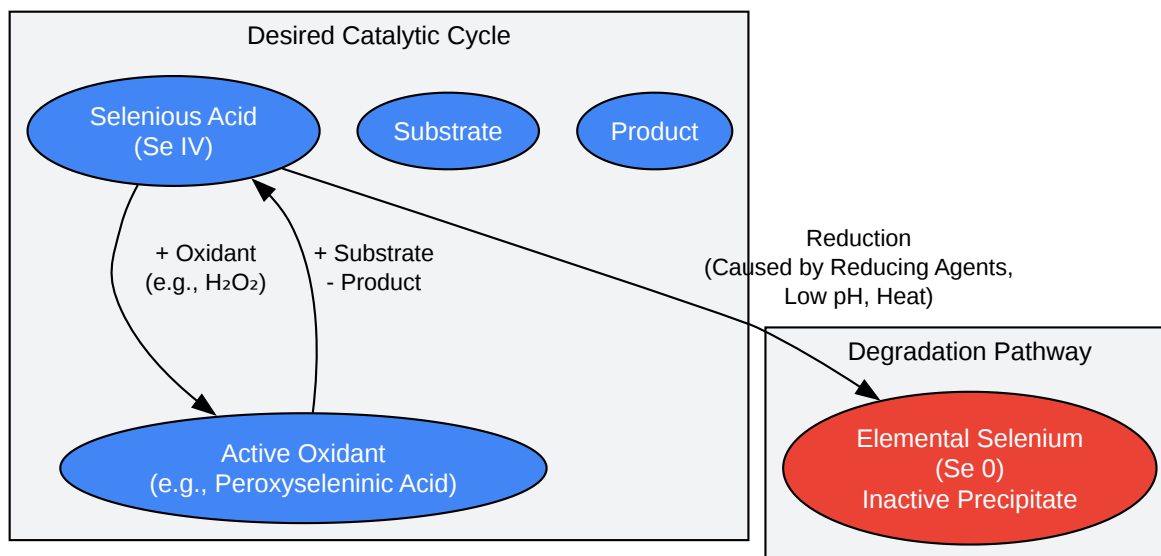 Desired Catalytic Cycle
Selenious Acid
(Se IV)
Substrate
Product
+ Oxidant
(e.g., H₂O₂)
+ Substrate
- Product
Reduction
(Caused by Reducing Agents,
Low pH, Heat)
Active Oxidant
(e.g., Peroxyseleninic Acid)
Degradation Pathway
Elemental Selenium
(Se 0)
Inactive Precipitate